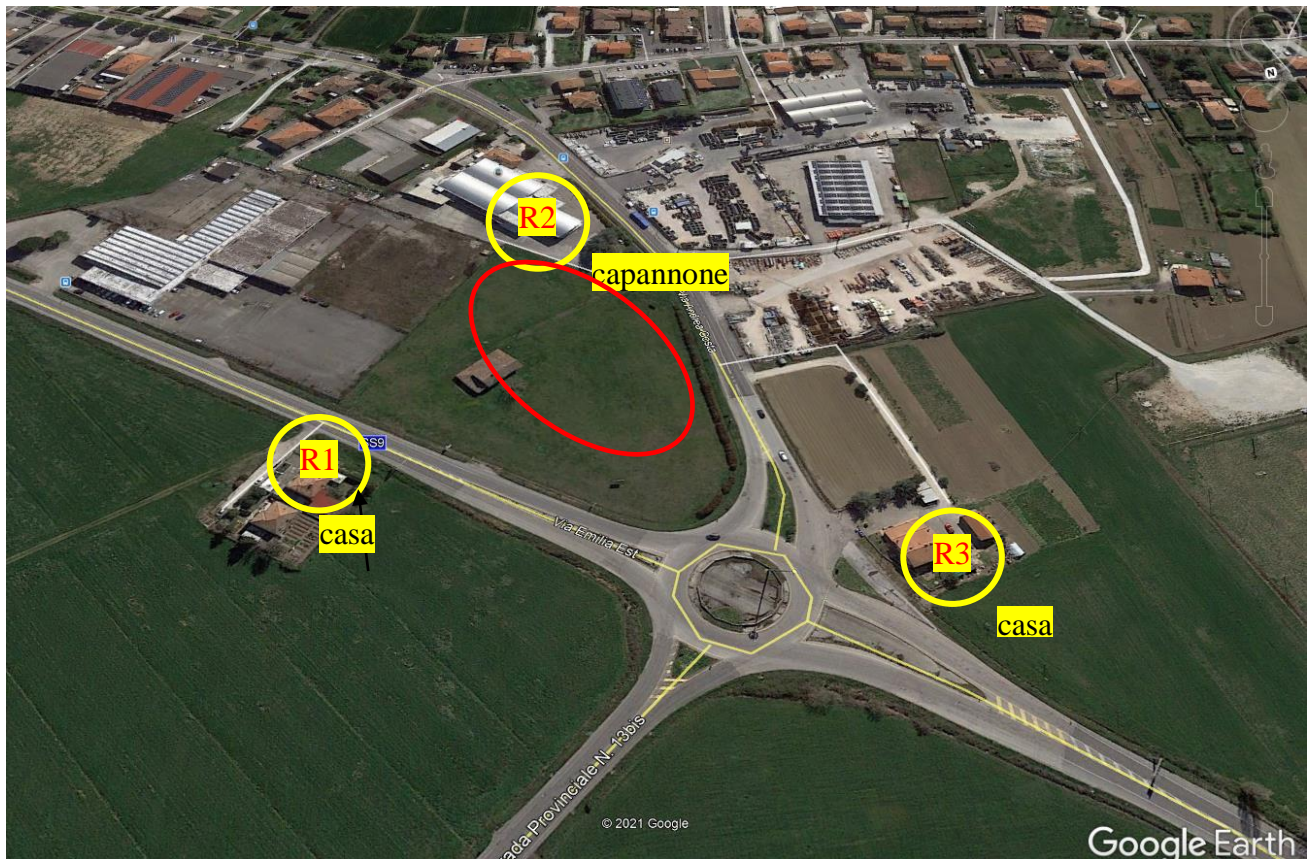 N
R2
capannone
R1
SS9
casa
Via Emilia Est
R3
casa
Strada Provinciale N. 13bis
© 2021 Google
Google Earth